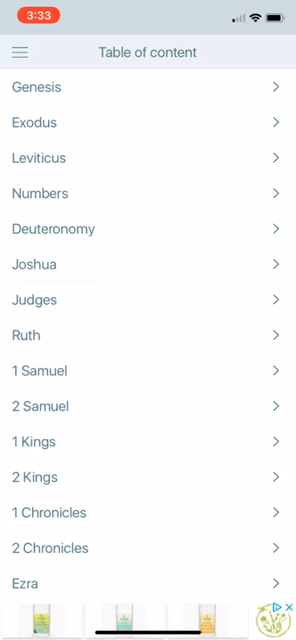 3:33
Table of content
Genesis
Exodus
Leviticus
Numbers
Deuteronomy
Joshua
Judges
Ruth
1 Samuel
2 Samuel
1 Kings
2 Kings
1 Chronicles
2 Chronicles
Ezra